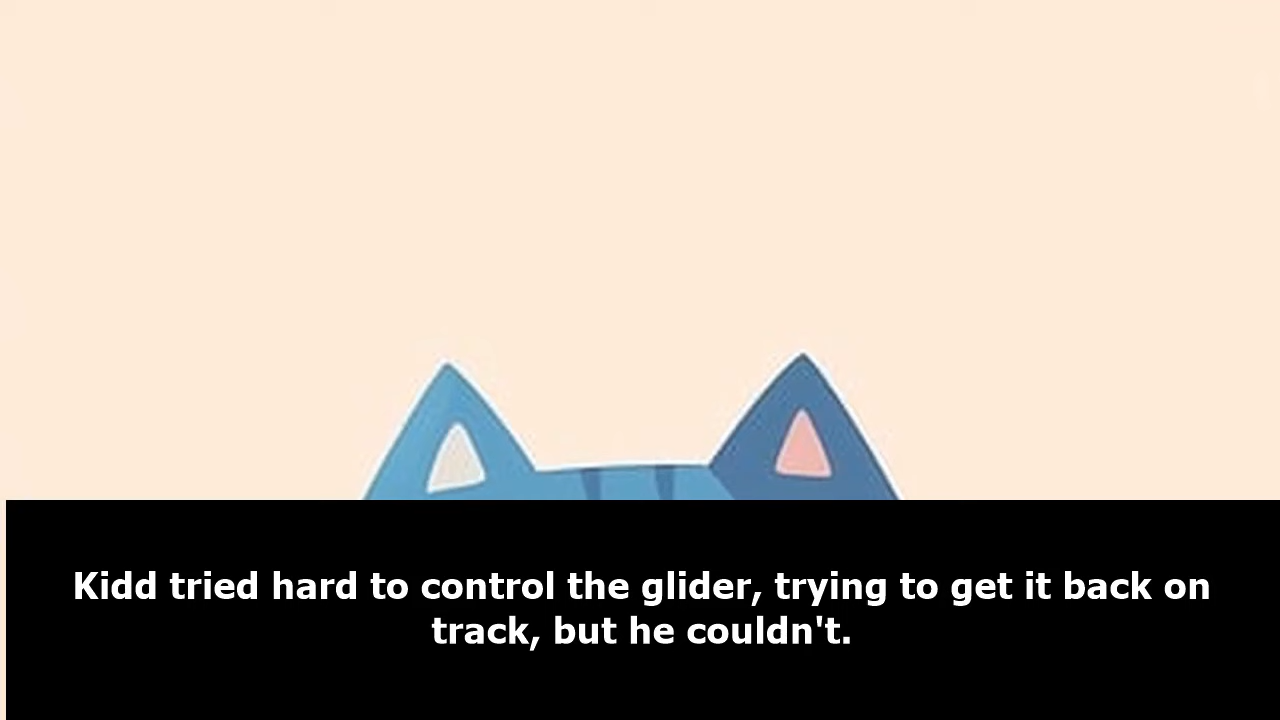 Kidd tried hard to control the glider, trying to get it back on
track, but he couldn't.